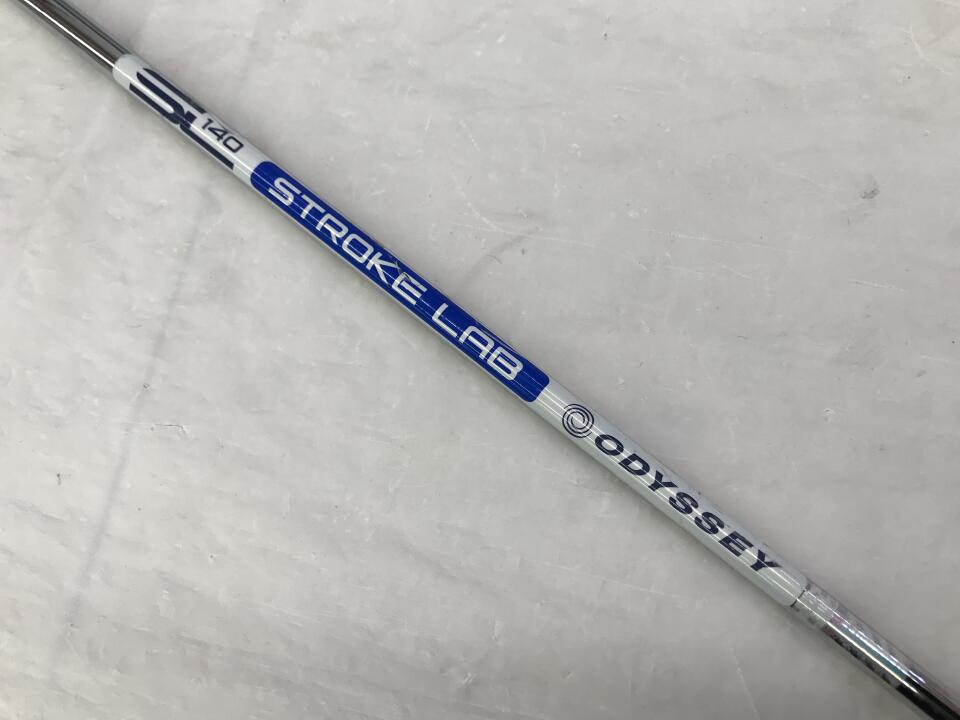 SL 140
STROKE LAB
ODYSSEY